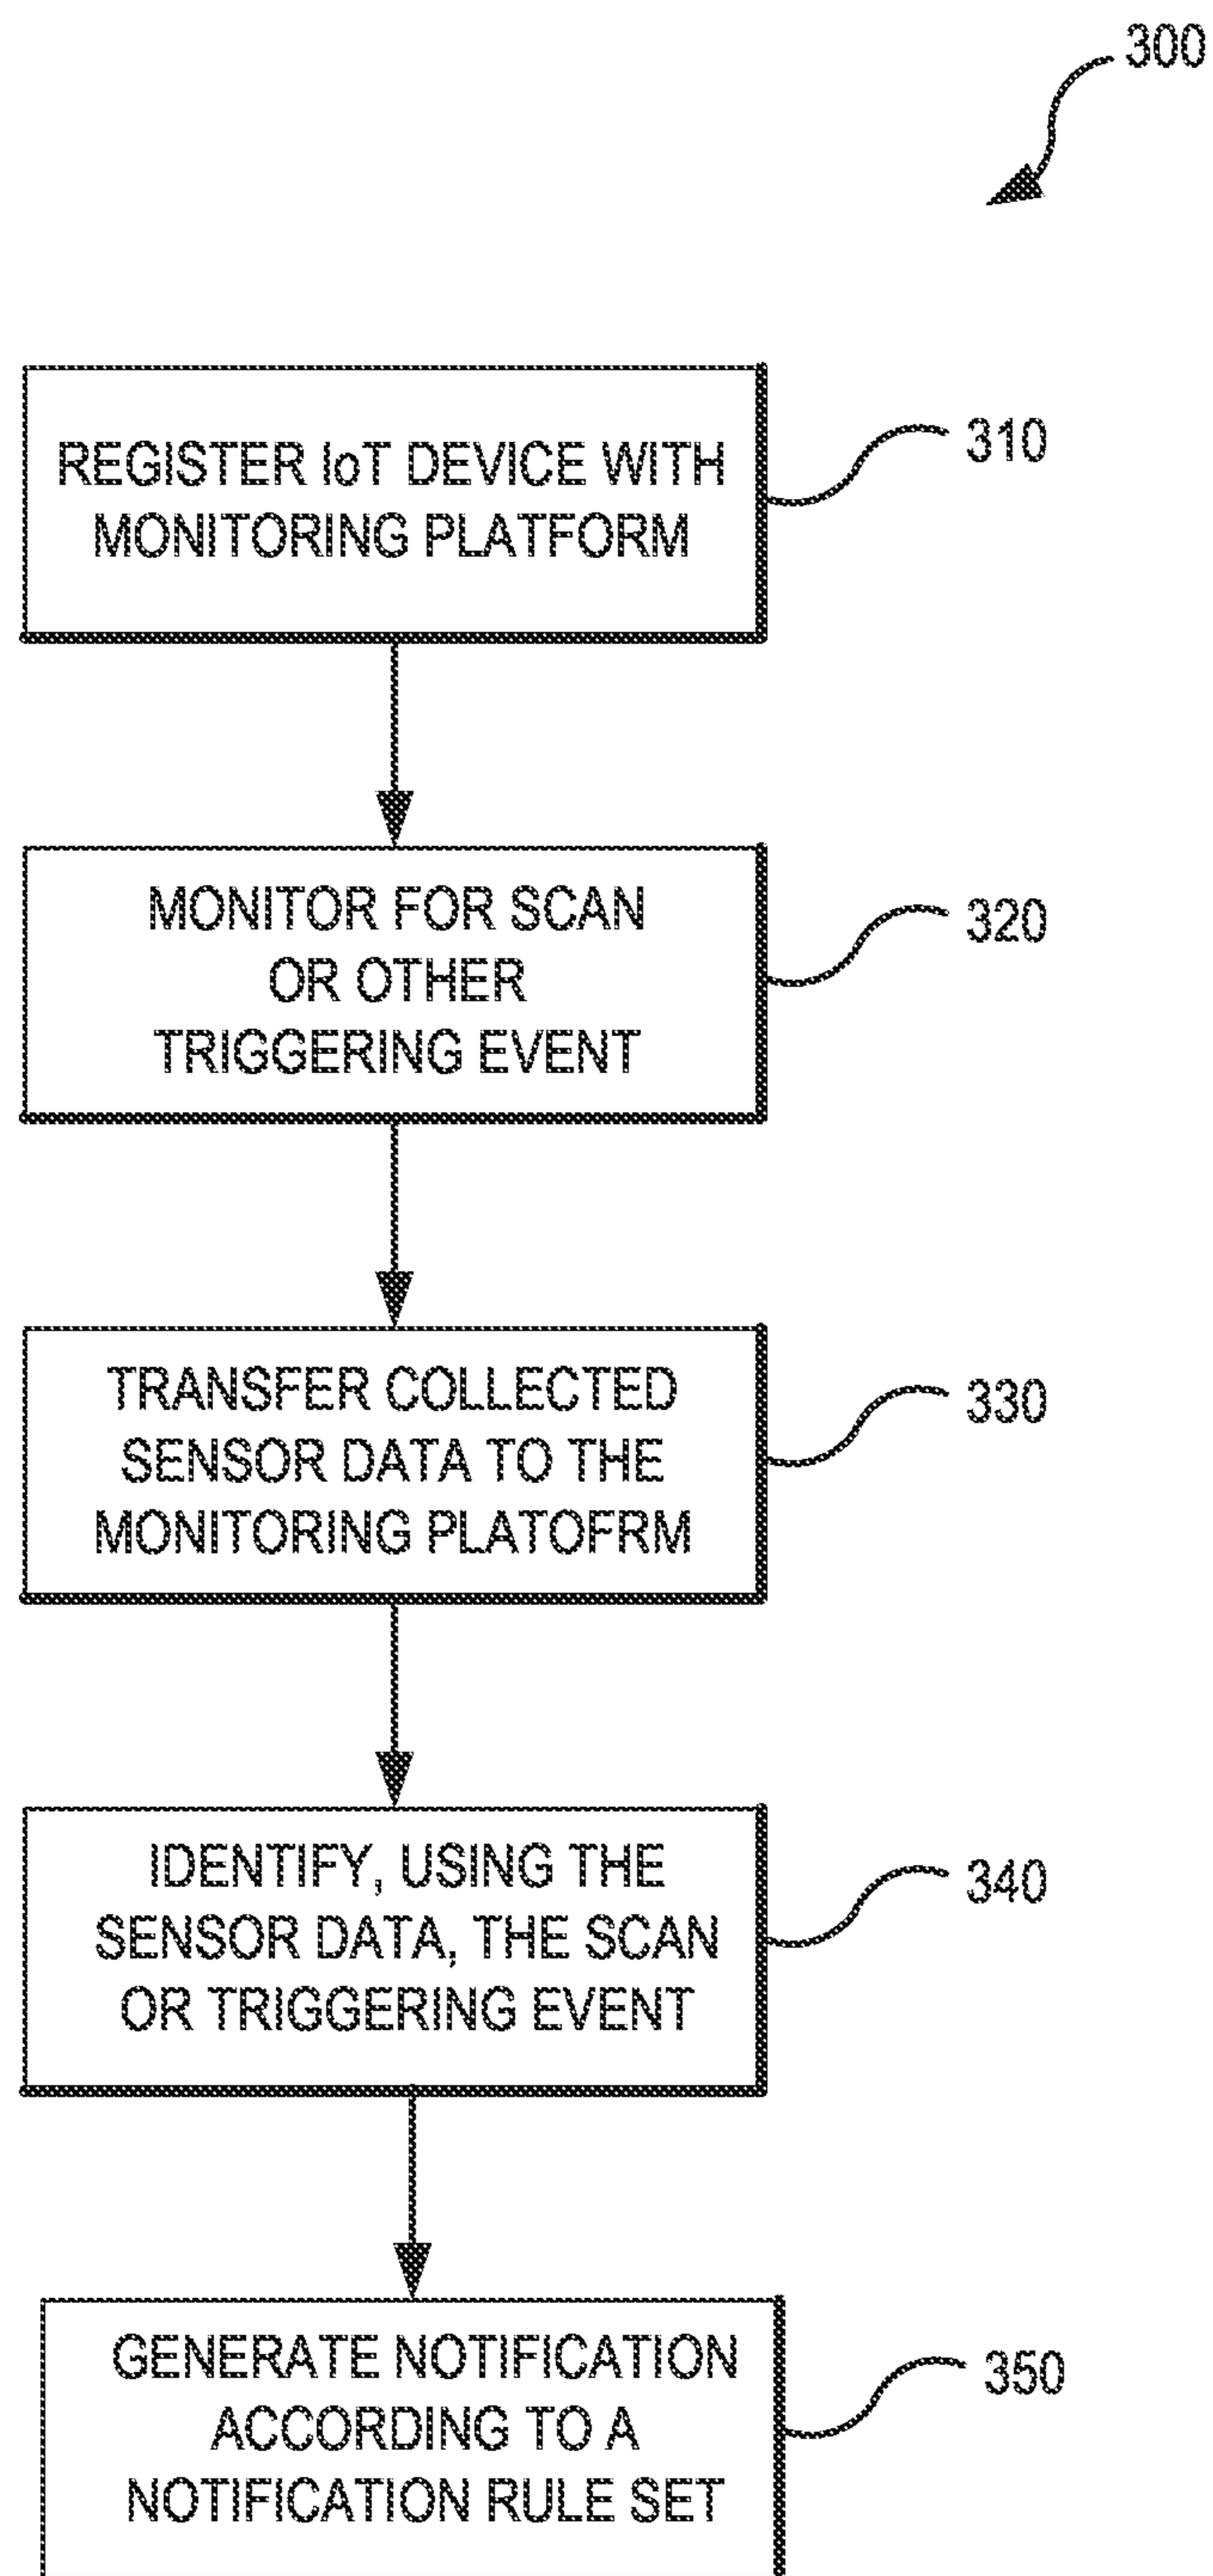 300
REGISTER IoT DEVICE WITH
MONITORING PLATFORM
310
MONITOR FOR SCAN
OR OTHER
TRIGGERING EVENT
320
TRANSFER COLLECTED
SENSOR DATA TO THE
MONITORING PLATOFRM
330
IDENTIFY, USING THE
SENSOR DATA, THE SCAN
OR TRIGGERING EVENT
340
GENERATE NOTIFICATION
ACCORDING TO A
NOTIFICATION RULE SET
350